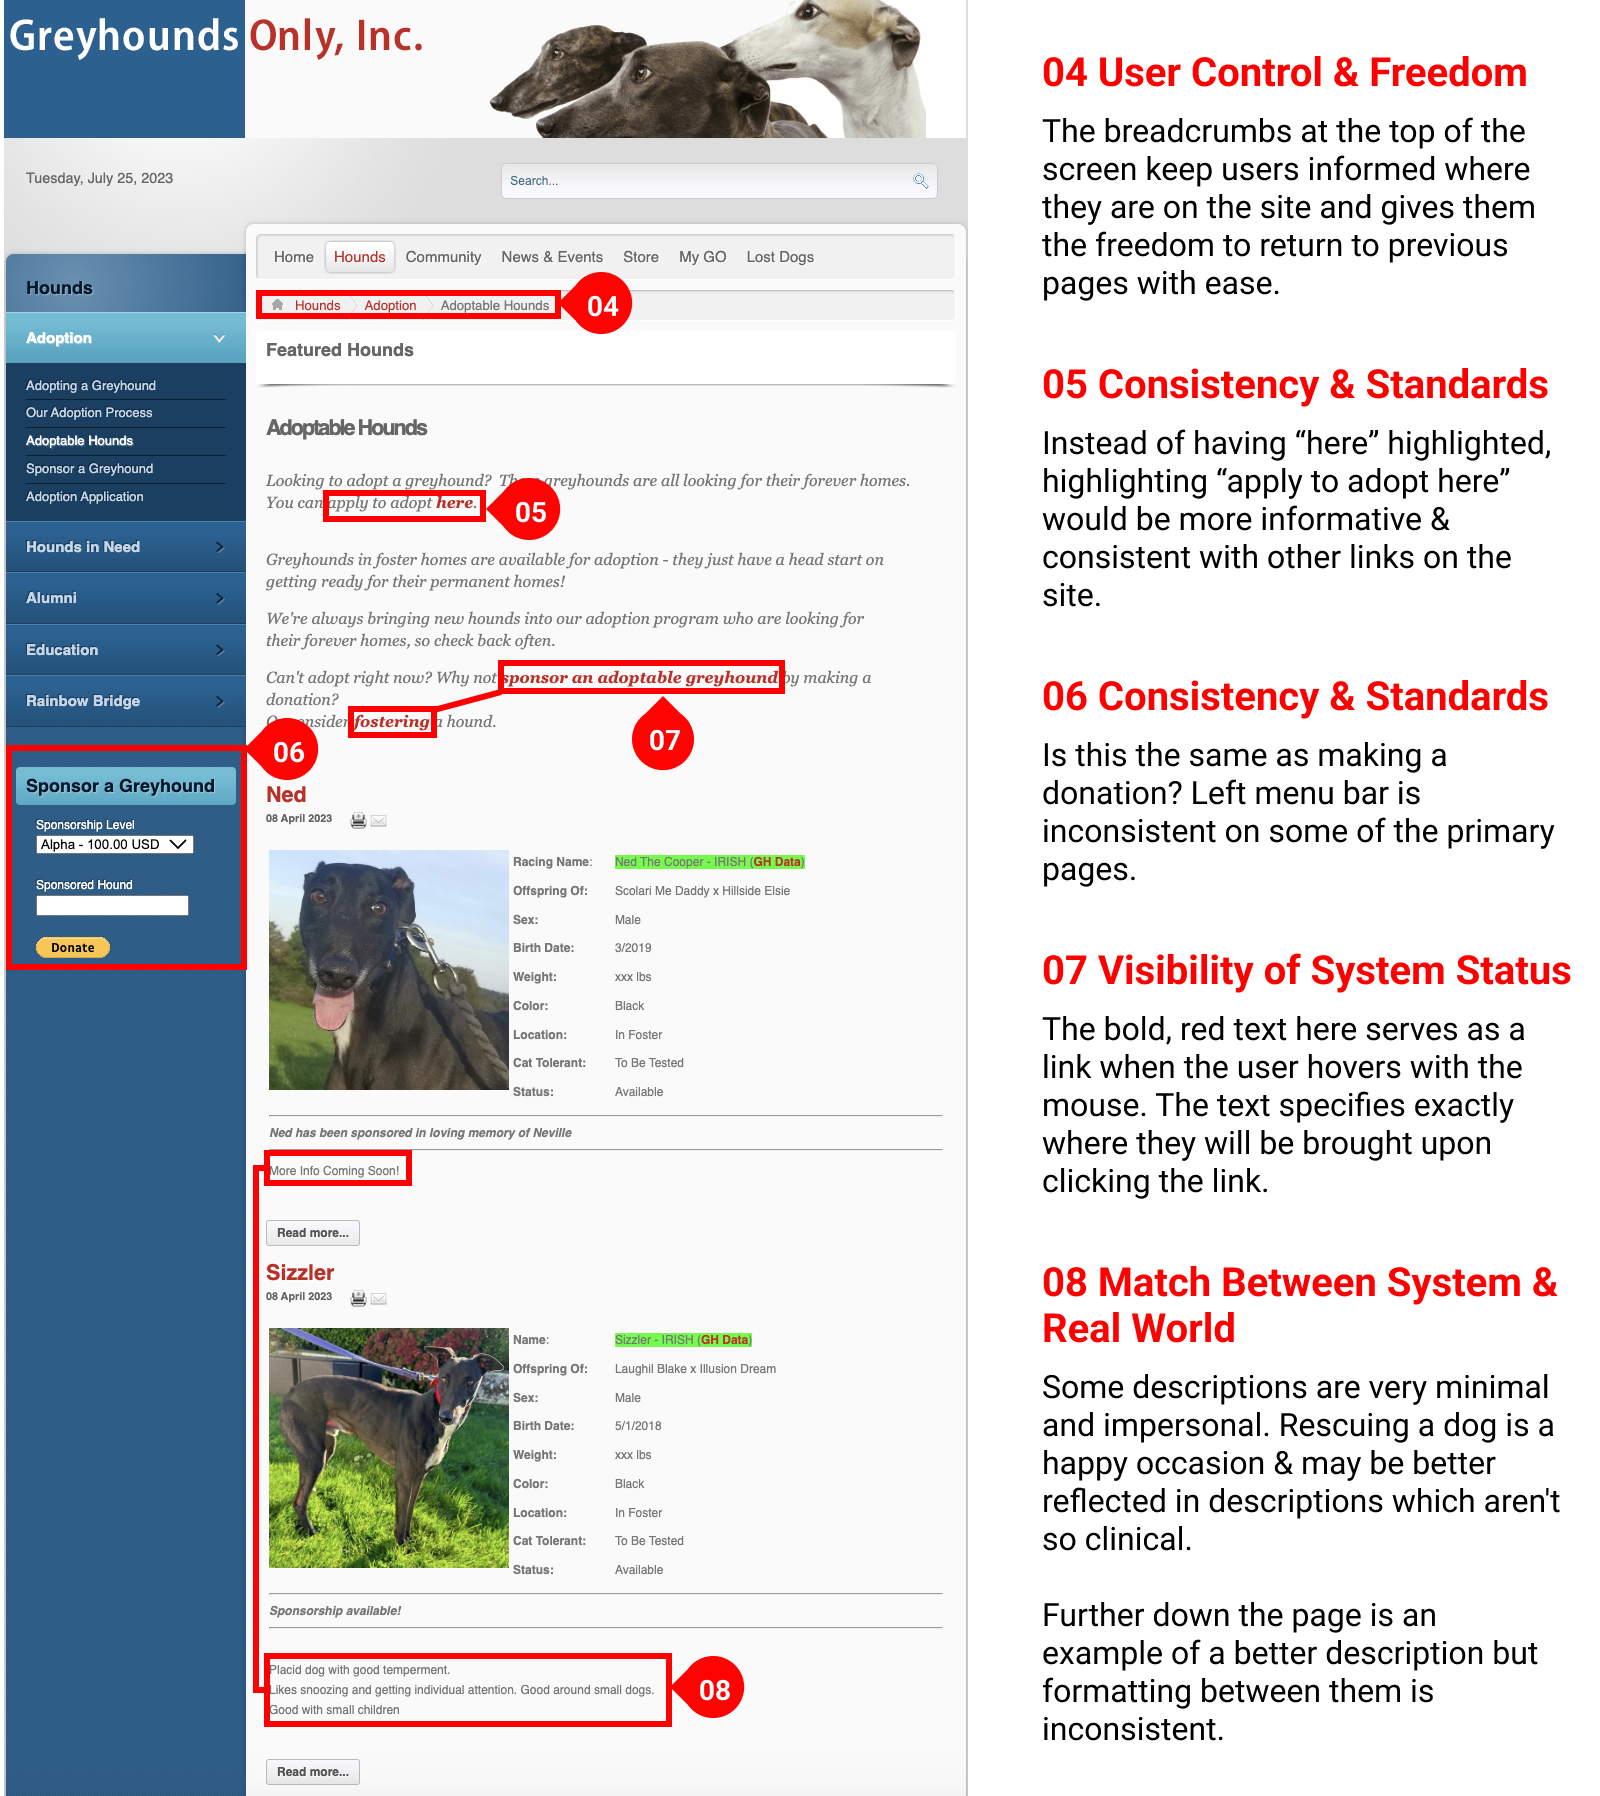 Greyhounds Only, Inc.
Tuesday, July 25, 2023
Search...
Home Hounds Community News & Events Store My GO Lost Dogs
Hounds Adoption Adoptable Hounds
04
Hounds
Adoption
Adopting a Greyhound
Our Adoption Process
Adoptable Hounds
Sponsor a Greyhound
Adoption Application
Hounds in Need
Alumni
Education
Rainbow Bridge
06
Sponsor a Greyhound
Sponsorship Level
Alpha - 100.00 USD
Sponsored Hound
Donate
Featured Hounds
Adoptable Hounds
Looking to adopt a greyhound? greyhounds are all looking for their forever homes.
You can apply to adopt here.
05
Greyhounds in foster homes are available for adoption - they just have a head start on
getting ready for their permanent homes!
We're always bringing new hounds into our adoption program who are looking for
their forever homes, so check back often.
Can't adopt right now? Why not sponsor an adoptable greyhound by making a
donation?
fostering a hound.
07
Ned
08 April 2023
Racing Name: Ned The Cooper - IRISH (GH Data)
Offspring Of: Scolari Me Daddy x Hillside Elsie
Sex: Male
Birth Date: 3/2019
Weight: xxx lbs
Color: Black
Location: In Foster
Cat Tolerant: To Be Tested
Status: Available
Ned has been sponsored in loving memory of Neville
More Info Coming Soon!
Read more...
Sizzler
08 April 2023
Name: Sizzler - IRISH (GH Data)
Offspring Of: Laughil Blake x Illusion Dream
Sex: Male
Birth Date: 5/1/2018
Weight: xxx lbs
Color: Black
Location: In Foster
Cat Tolerant: To Be Tested
Status: Available
Sponsorship available!
Placid dog with good temperment.
Likes snoozing and getting individual attention. Good around small dogs.
Good with small children
08
Read more...
04 User Control & Freedom
The breadcrumbs at the top of the
screen keep users informed where
they are on the site and gives them
the freedom to return to previous
pages with ease.
05 Consistency & Standards
Instead of having “here” highlighted,
highlighting “apply to adopt here”
would be more informative &
consistent with other links on the
site.
06 Consistency & Standards
Is this the same as making a
donation? Left menu bar is
inconsistent on some of the primary
pages.
07 Visibility of System Status
The bold, red text here serves as a
link when the user hovers with the
mouse. The text specifies exactly
where they will be brought upon
clicking the link.
08 Match Between System &
Real World
Some descriptions are very minimal
and impersonal. Rescuing a dog is a
happy occasion & may be better
reflected in descriptions which aren't
so clinical.
Further down the page is an
example of a better description but
formatting between them is
inconsistent.